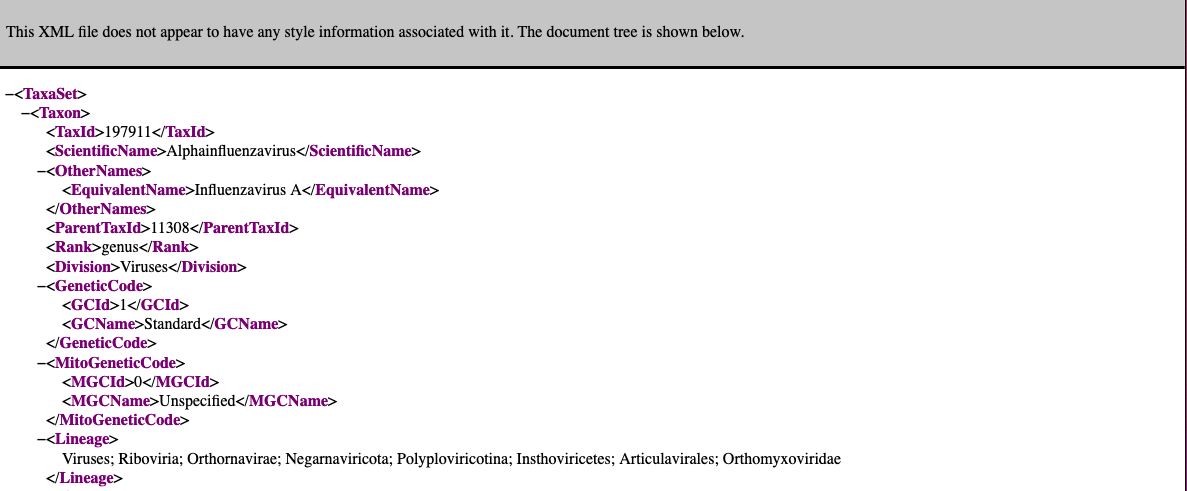 This XML file does not appear to have any style information associated with it. The document tree is shown below.
−<TaxaSet>
−<Taxon>
<TaxId>197911</TaxId>
<ScientificName>Alphainfluenzavirus</ScientificName>
−<OtherNames>
<EquivalentName>Influenzavirus A</EquivalentName>
</OtherNames>
<ParentTaxId>11308</ParentTaxId>
<Rank>genus</Rank>
<Division>Viruses</Division>
−<GeneticCode>
<GCId>1</GCId>
<GCName>Standard</GCName>
</GeneticCode>
−<MitoGeneticCode>
<MGCId>0</MGCId>
<MGCName>Unspecified</MGCName>
</MitoGeneticCode>
−<Lineage>
Viruses; Riboviria; Orthornavirae; Negarnaviricota; Polyploviricotina; Insthoviricetes; Articulavirales; Orthomyxoviridae
</Lineage>